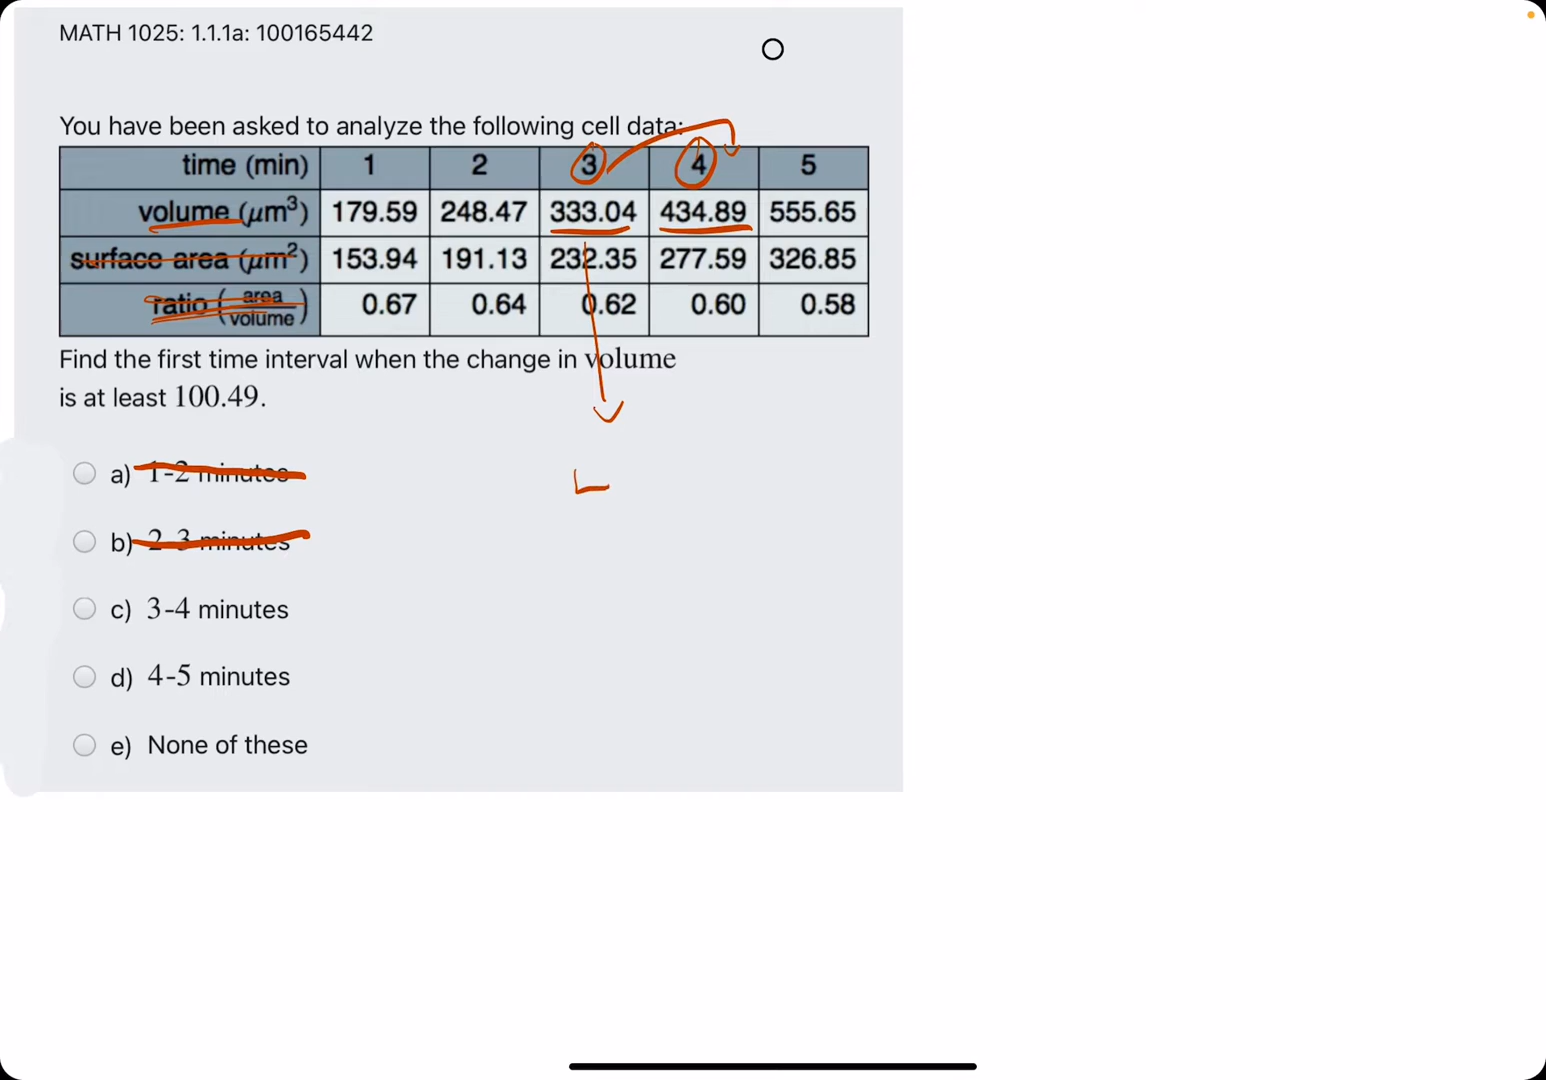 MATH 1025: 1.1.1a: 100165442
You have been asked to analyze the following cell data:
time (min) 1 2 3 4 5
volume (μm³) 179.59 248.47 333.04 434.89 555.65
surface area (μm²) 153.94 191.13 232.35 277.59 326.85
ratio (area/volume) 0.67 0.64 0.62 0.60 0.58
Find the first time interval when the change in volume
is at least 100.49.
a) 1-2 minutes
b) 2-3 minutes
c) 3-4 minutes
d) 4-5 minutes
e) None of these